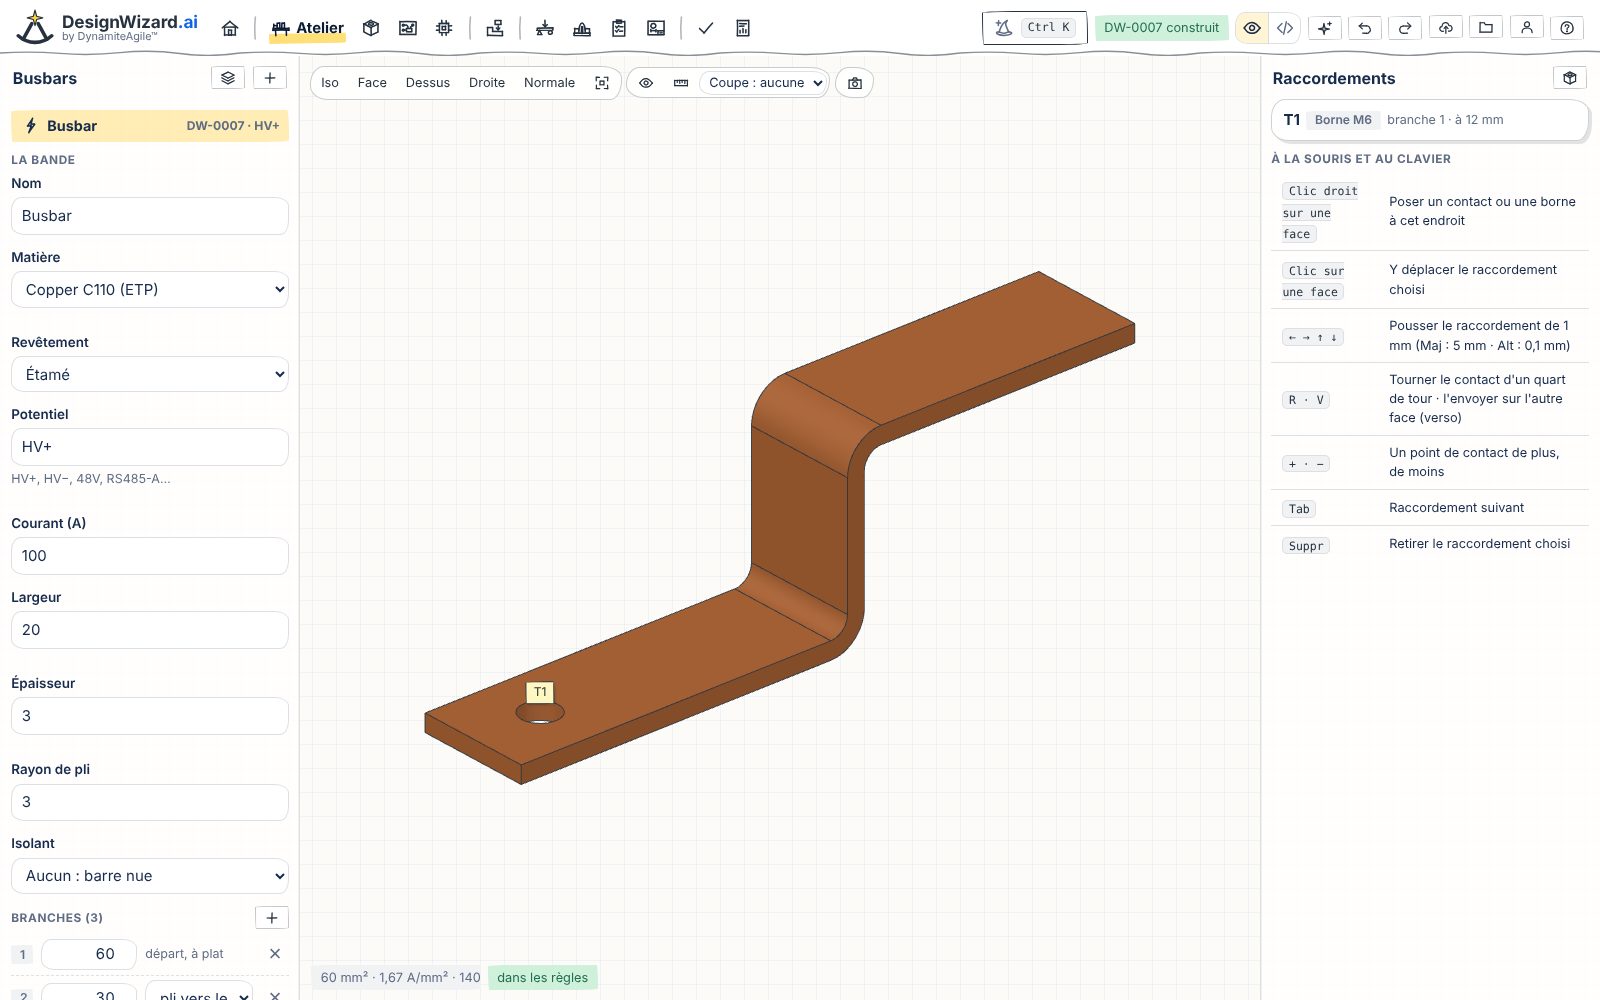 DesignWizard.ai
by DynamiteAgile™
Atelier
Ctrl K
DW-0007 construit
Busbars
Busbar
DW-0007 · HV+
LA BANDE
Nom
Busbar
Matière
Copper C110 (ETP)
Revêtement
Étamé
Potentiel
HV+
HV+, HV−, 48V, RS485-A…
Courant (A)
100
Largeur
20
Épaisseur
3
Rayon de pli
3
Isolant
Aucun : barre nue
BRANCHES (3)
1 60 départ, à plat
2 30 pli vers le
Iso Face Dessus Droite Normale
Coupe : aucune
T1
60 mm² · 1,67 A/mm² · 140
dans les règles
Raccordements
T1 Borne M6 branche 1 · à 12 mm
À LA SOURIS ET AU CLAVIER
Clic droit
sur une
face
Poser un contact ou une borne
à cet endroit
Clic sur
une face
Y déplacer le raccordement
choisi
← → ↑ ↓
Pousser le raccordement de 1
mm (Maj : 5 mm · Alt : 0,1 mm)
R · V
Tourner le contact d'un quart
de tour · l'envoyer sur l'autre
face (verso)
+ · −
Un point de contact de plus,
de moins
Tab
Raccordement suivant
Suppr
Retirer le raccordement choisi